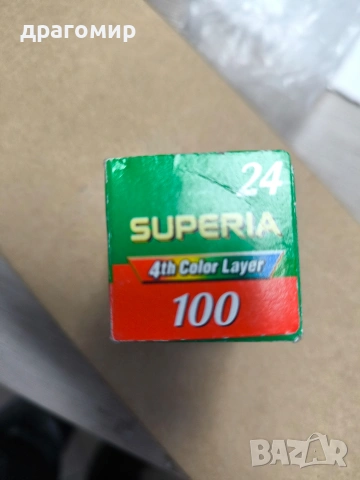 драгомир
24
SUPERIA
4th Color Layer
100
BAZAR